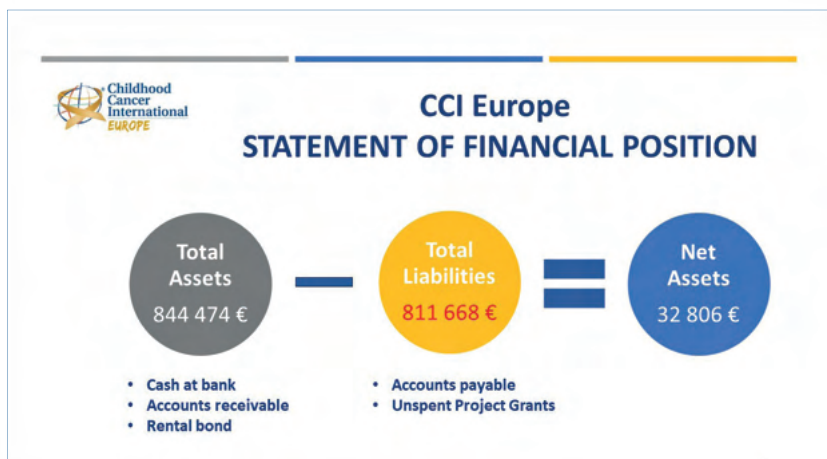 Childhood
Cancer
International
EUROPE
CCI Europe
STATEMENT OF FINANCIAL POSITION
Total
Assets
844 474 €
Total
Liabilities
811 668 €
Net
Assets
32 806 €
• Cash at bank
• Accounts receivable
• Rental bond
• Accounts payable
• Unspent Project Grants